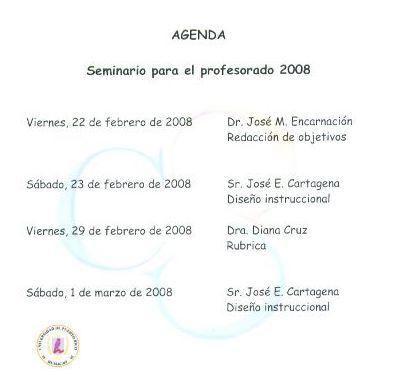 AGENDA
Seminario para el profesorado 2008
Viernes, 22 de febrero de 2008 Dr. José M. Encarnación
Redacción de objetivos
Sábado, 23 de febrero de 2008 Sr. José E. Cartagena
Diseño instruccional
Viernes, 29 de febrero de 2008 Dra. Diana Cruz
Rubrica
Sábado, 1 de marzo de 2008 Sr. José E. Cartagena
Diseño instruccional
UNIVERSIDAD DE PUERTO RICO
HUMACAO